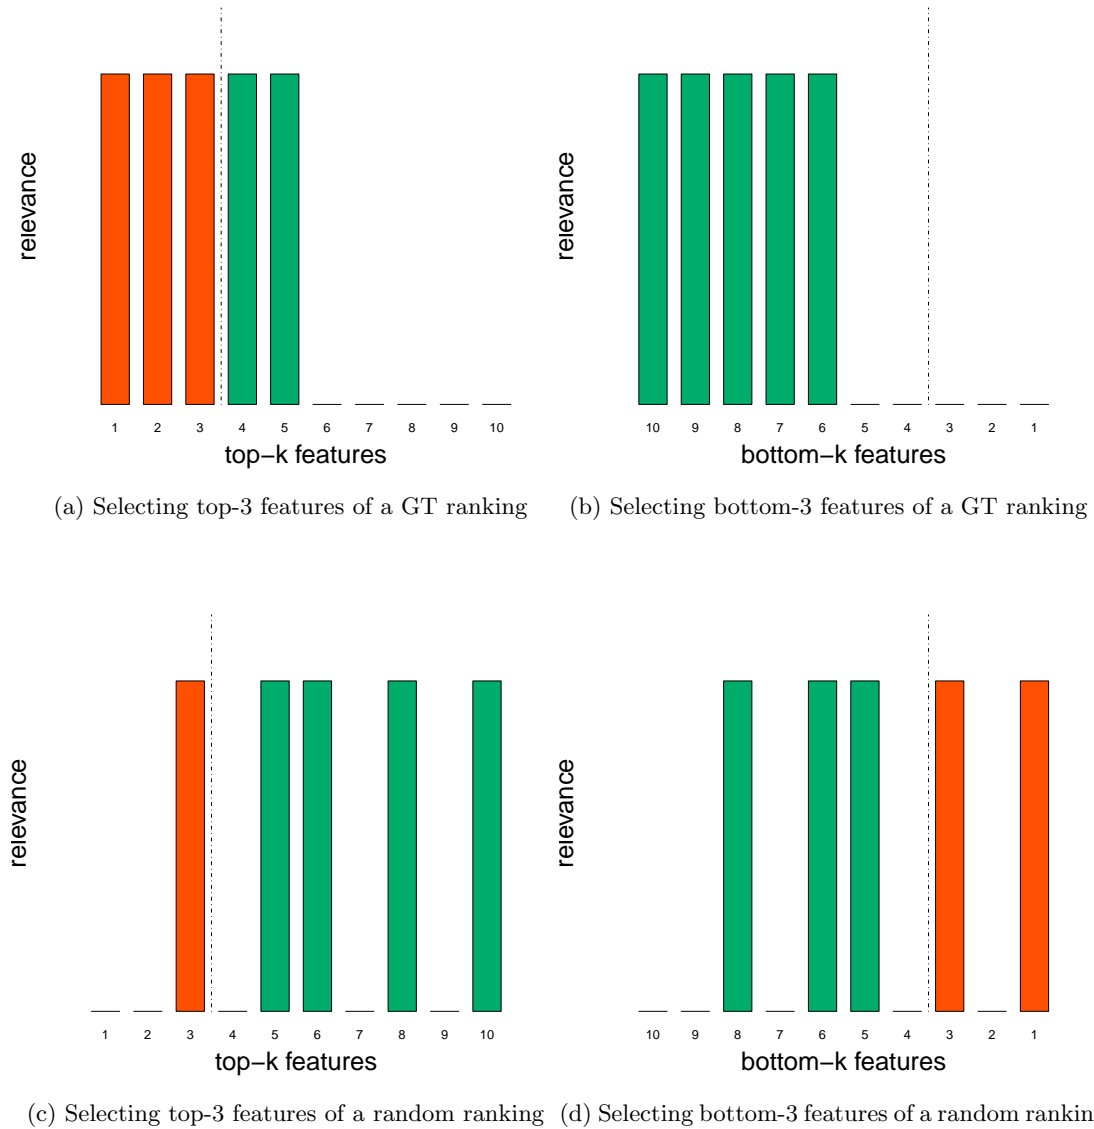 relevance
relevance
1 2 3 4 5 6 7 8 9 10
10 9 8 7 6 5 4 3 2 1
top−k features
bottom−k features
(a) Selecting top-3 features of a GT ranking
(b) Selecting bottom-3 features of a GT ranking
relevance
relevance
1 2 3 4 5 6 7 8 9 10
10 9 8 7 6 5 4 3 2 1
top−k features
bottom−k features
(c) Selecting top-3 features of a random ranking
(d) Selecting bottom-3 features of a random rankin